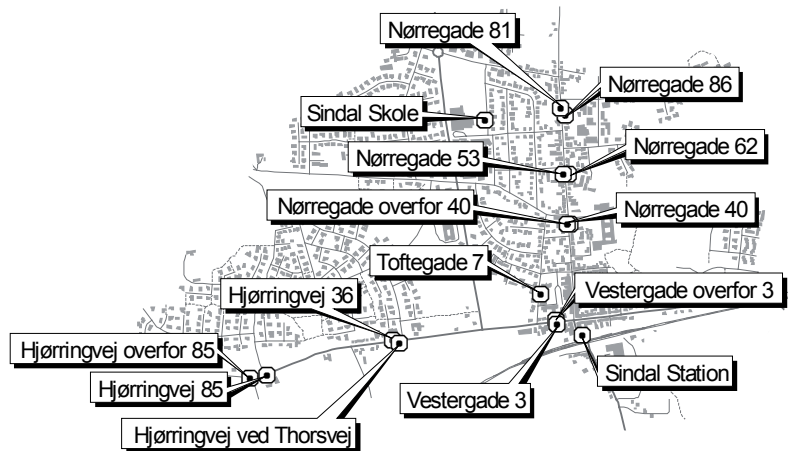 Nørregade 81
Nørregade 86
Sindal Skole
Nørregade 53
Nørregade 62
Nørregade overfor 40
Nørregade 40
Toftegade 7
Hjørringvej 36
Vestergade overfor 3
Hjørringvej overfor 85
Hjørringvej 85
Sindal Station
Vestergade 3
Hjørringvej ved Thorsvej